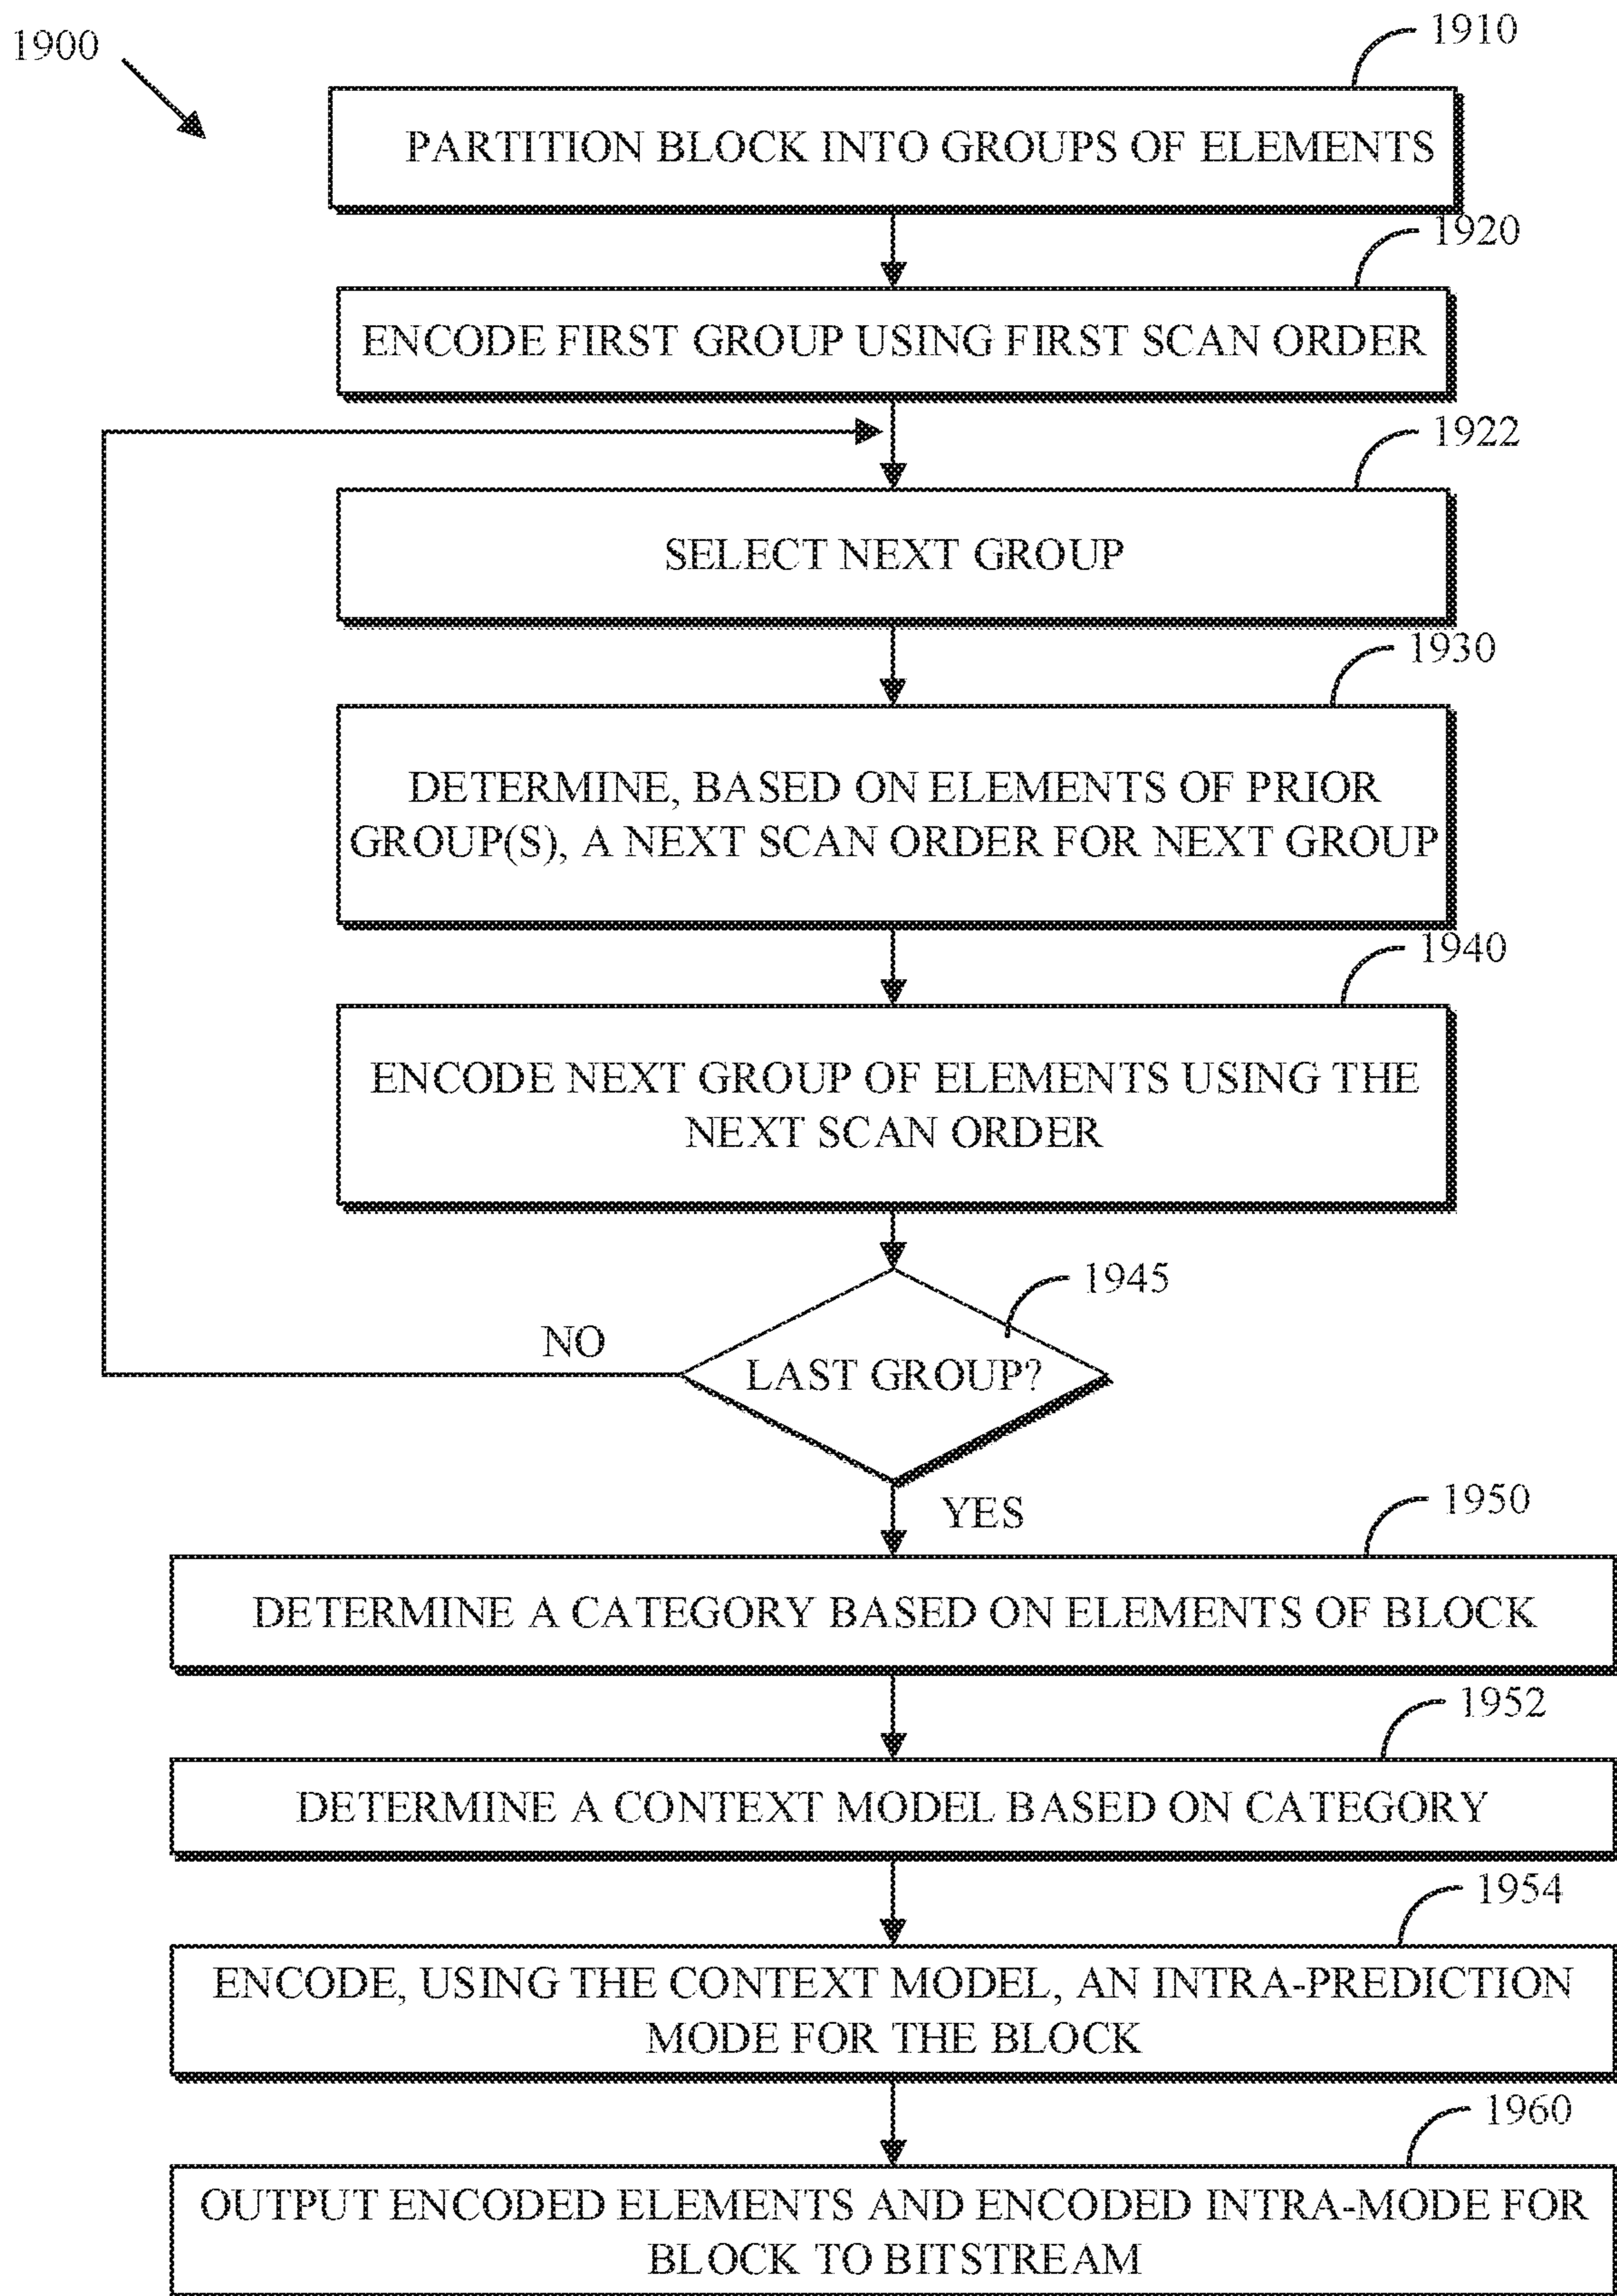 1900
1910
PARTITION BLOCK INTO GROUPS OF ELEMENTS
1920
ENCODE FIRST GROUP USING FIRST SCAN ORDER
1922
SELECT NEXT GROUP
1930
DETERMINE, BASED ON ELEMENTS OF PRIOR
GROUP(S), A NEXT SCAN ORDER FOR NEXT GROUP
1940
ENCODE NEXT GROUP OF ELEMENTS USING THE
NEXT SCAN ORDER
1945
NO
LAST GROUP?
YES
1950
DETERMINE A CATEGORY BASED ON ELEMENTS OF BLOCK
1952
DETERMINE A CONTEXT MODEL BASED ON CATEGORY
1954
ENCODE, USING THE CONTEXT MODEL, AN INTRA-PREDICTION
MODE FOR THE BLOCK
1960
OUTPUT ENCODED ELEMENTS AND ENCODED INTRA-MODE FOR
BLOCK TO BITSTREAM